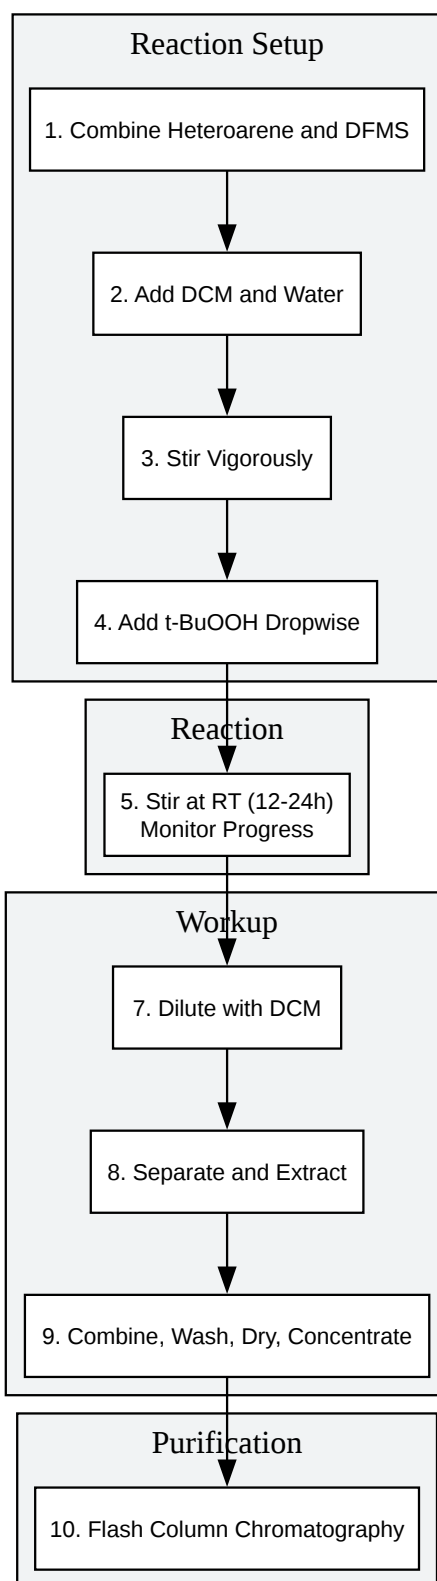 Reaction Setup
1. Combine Heteroarene and DFMS
2. Add DCM and Water
3. Stir Vigorously
4. Add t-BuOOH Dropwise
Reaction
5. Stir at RT (12-24h)
Monitor Progress
Workup
7. Dilute with DCM
8. Separate and Extract
9. Combine, Wash, Dry, Concentrate
Purification
10. Flash Column Chromatography